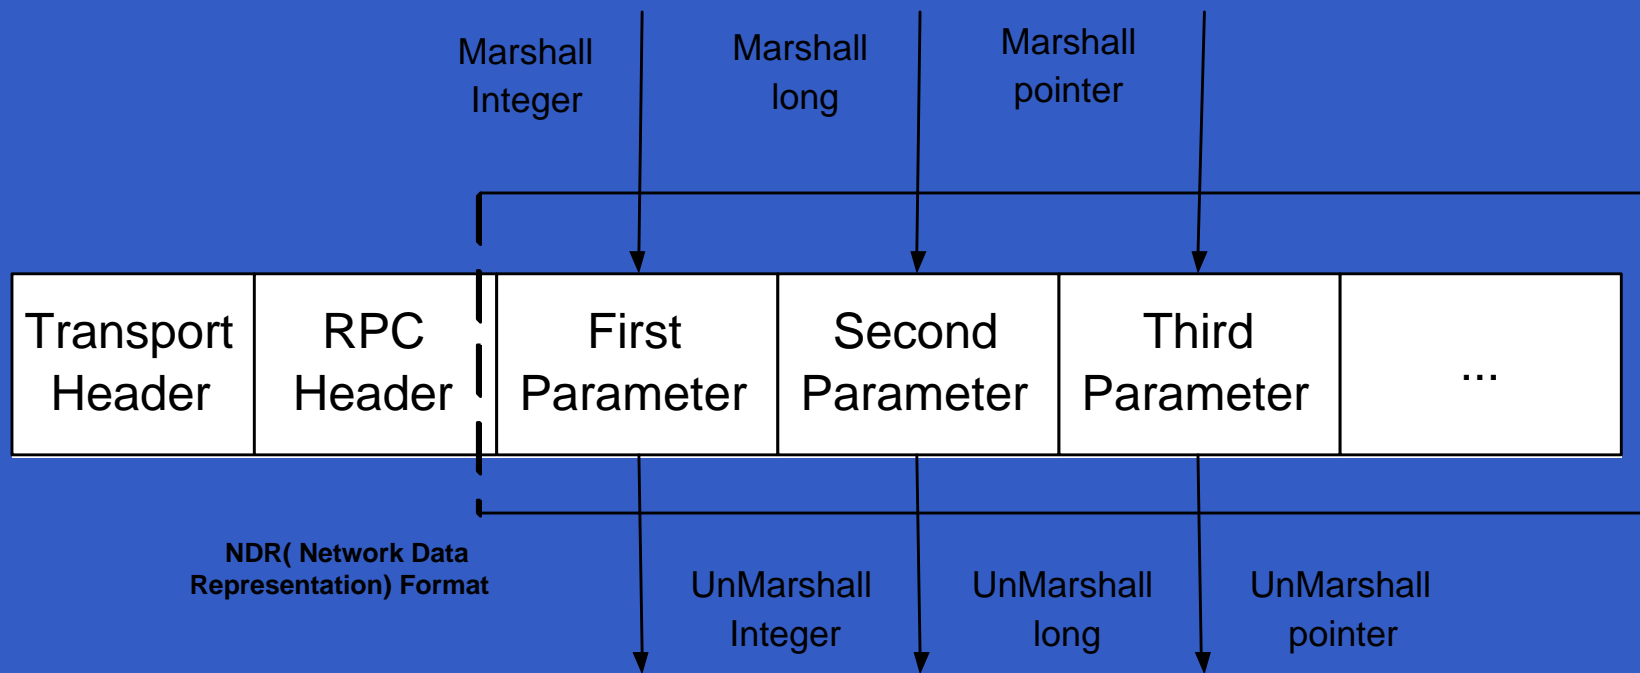 Marshall
Integer
Marshall
long
Marshall
pointer
Transport
Header
RPC
Header
First
Parameter
Second
Parameter
Third
Parameter
...
NDR( Network Data
Representation) Format
UnMarshall
Integer
UnMarshall
long
UnMarshall
pointer